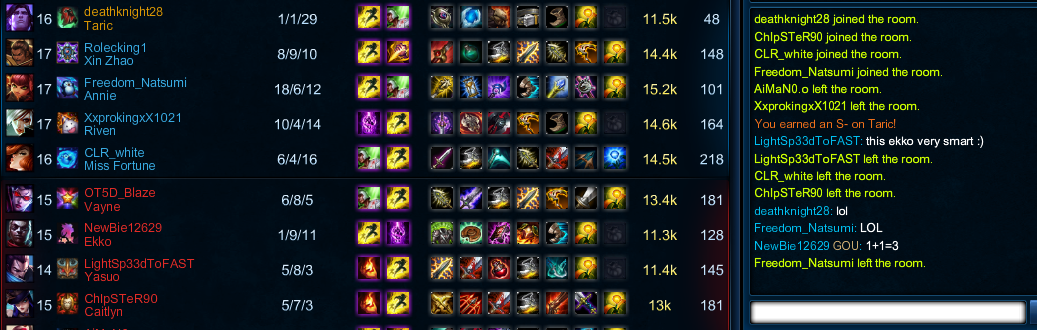 16 deathknight28 1/1/29 11.5k 48
Taric
17 Rolecking1 8/9/10 14.4k 148
Xin Zhao
17 Freedom_Natsumi 18/6/12 15.2k 101
Annie
17 XxprokingxX1021 10/4/14 14.6k 164
Riven
16 CLR_white 6/4/16 14.5k 218
Miss Fortune
15 OT5D_Blaze 6/8/5 13.4k 181
Vayne
15 NewBie12629 1/9/11 11.3k 128
Ekko
14 LightSp33dToFAST 5/8/3 11.4k 145
Yasuo
15 ChIpSTeR90 5/7/3 13k 181
Caitlyn
deathknight28 joined the room.
ChIpSTeR90 joined the room.
CLR_white joined the room.
Freedom_Natsumi joined the room.
AiMaN0.o left the room.
XxprokingxX1021 left the room.
You earned an S- on Taric!
LightSp33dToFAST: this ekko very smart :)
LightSp33dToFAST left the room.
CLR_white left the room.
ChIpSTeR90 left the room.
deathknight28: lol
Freedom_Natsumi: LOL
NewBie12629 GOU: 1+1=3
Freedom_Natsumi left the room.